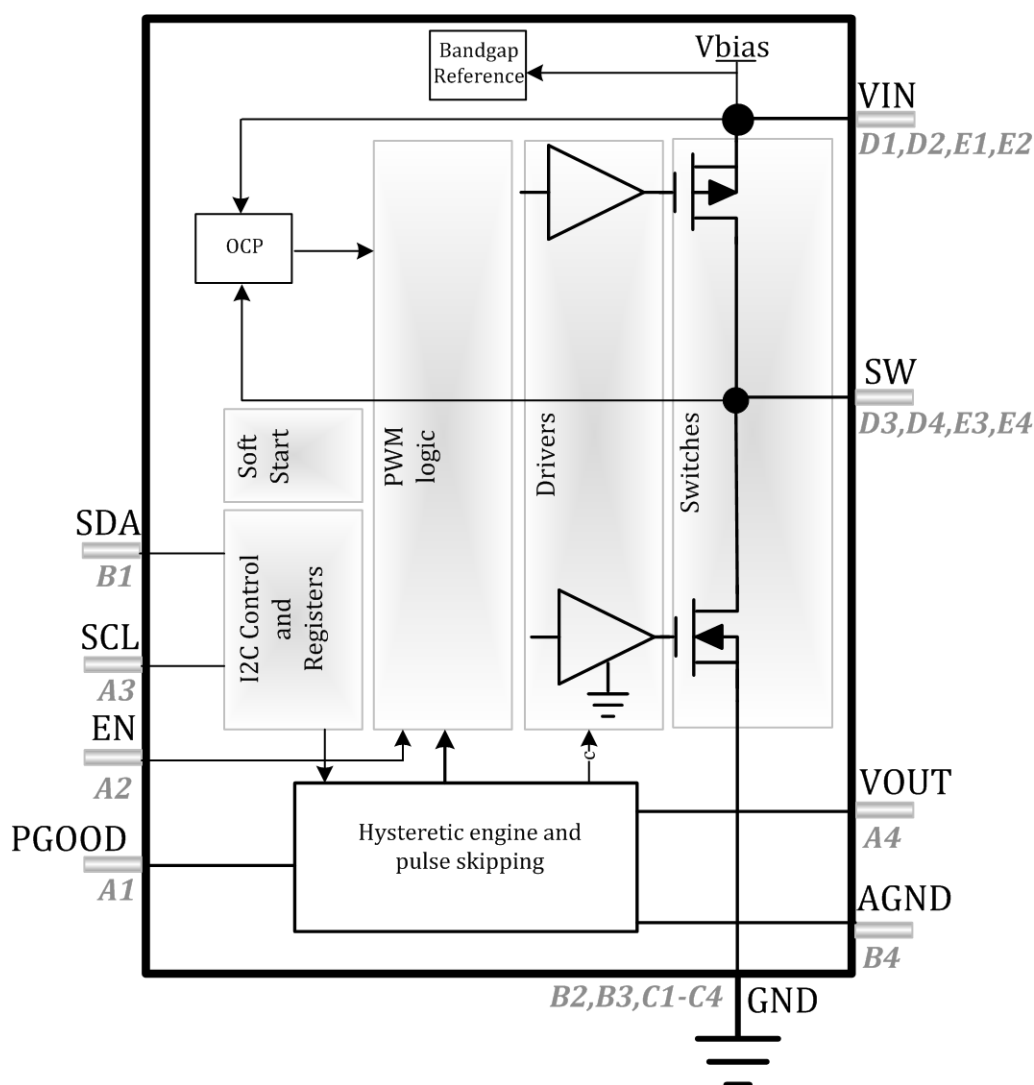 Bandgap
Reference
Vbias
VIN
D1,D2,E1,E2
OCP
SW
D3,D4,E3,E4
Soft
Start
PWM
logic
Drivers
Switches
SDA
B1
I2C Control
and
Registers
SCL
A3
EN
A2
c
VOUT
A4
PGOOD
A1
Hysteretic engine and
pulse skipping
AGND
B4
B2,B3,C1-C4
GND